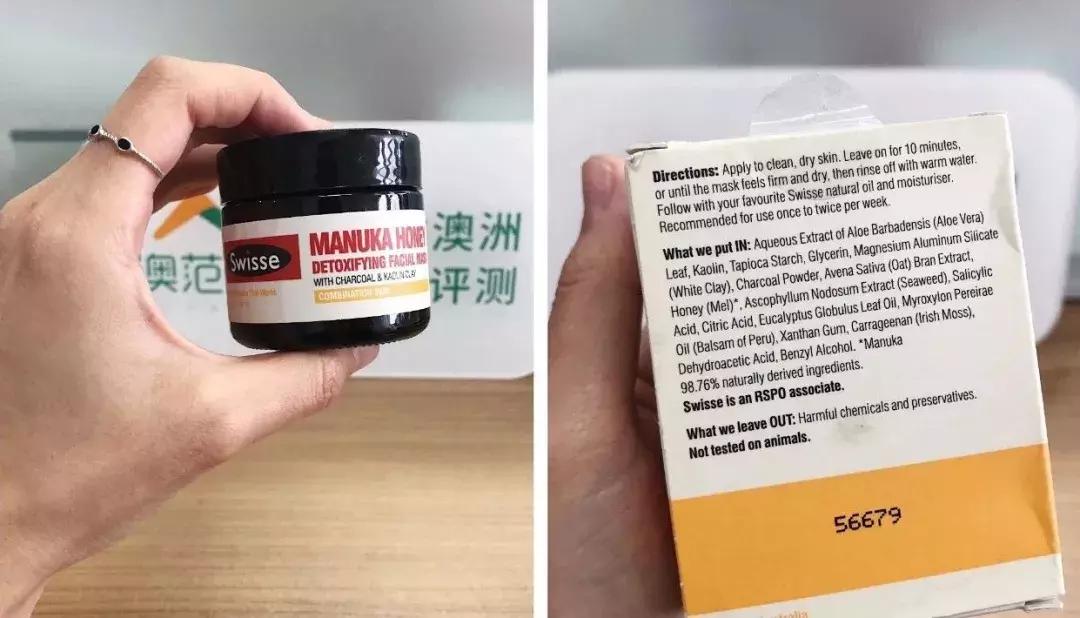 Swisse
MANUKA HONEY
DETOXIFYING FACIAL MASK
WITH CHARCOAL & KAOLIN CLAY
COMBINATION SKIN
奥范
澳洲
评测
Directions: Apply to clean, dry skin. Leave on for 10 minutes,
or until the mask feels firm and dry, then rinse off with warm water.
Follow with your favourite Swisse natural oil and moisturiser.
Recommended for use once to twice per week.
What we put IN: Aqueous Extract of Aloe Barbadensis (Aloe Vera)
Leaf, Kaolin, Tapioca Starch, Glycerin, Magnesium Aluminum Silicate
(White Clay), Charcoal Powder, Avena Sativa (Oat) Bran Extract,
Honey (Mel)*, Ascophyllum Nodosum Extract (Seaweed), Salicylic
Acid, Citric Acid, Eucalyptus Globulus Leaf Oil, Myroxylon Pereirae
Oil (Balsam of Peru), Xanthan Gum, Carrageenan (Irish Moss),
Dehydroacetic Acid, Benzyl Alcohol. *Manuka
98.76% naturally derived ingredients.
Swisse is an RSPO associate.
What we leave OUT: Harmful chemicals and preservatives.
Not tested on animals.
56679